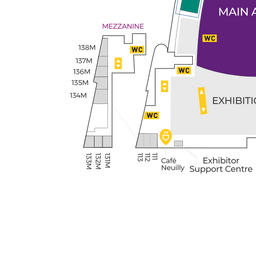 MAIN A
MEZZANINE
WC
138M
WC
137M
136M
WC
135M
134M
EXHIBITI
WC
133M
132M
131M
113
112
111
Café
Neuilly
Exhibitor
Support Centre